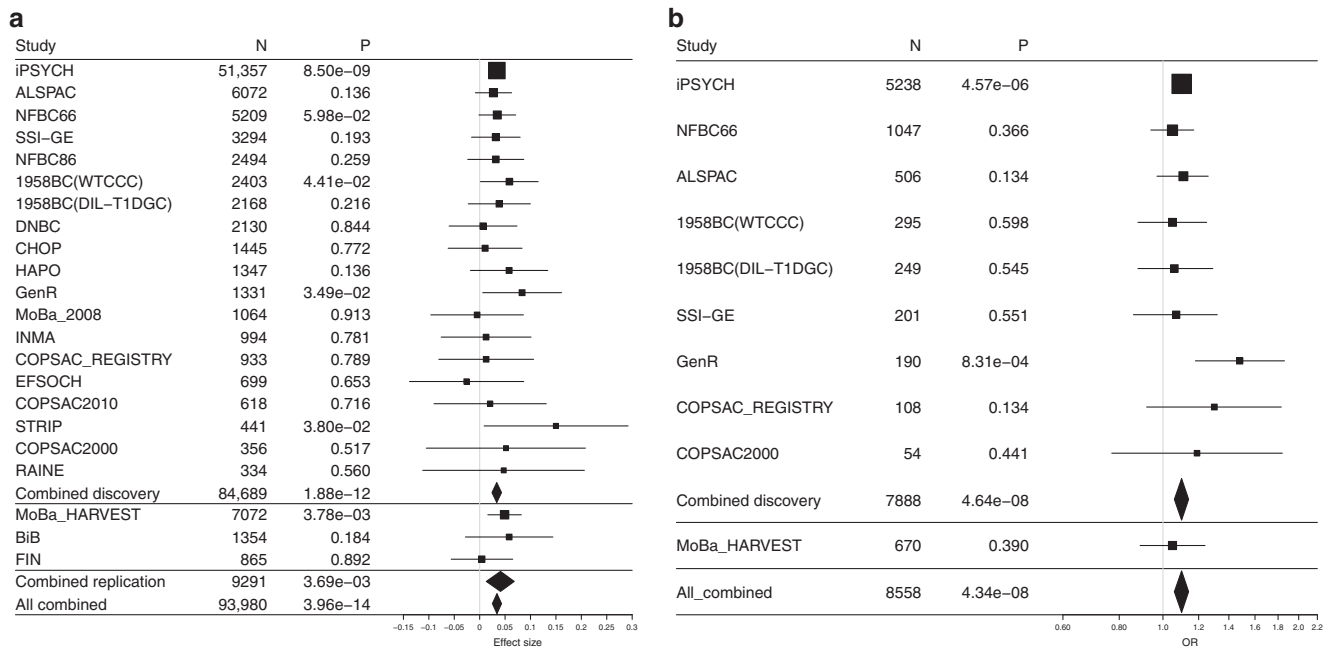 a
Study N P
iPSYCH 51,357 8.50e−09
ALSPAC 6072 0.136
NFBC66 5209 5.98e−02
SSI−GE 3294 0.193
NFBC86 2494 0.259
1958BC(WTCCC) 2403 4.41e−02
1958BC(DIL−T1DGC) 2168 0.216
DNBC 2130 0.844
CHOP 1445 0.772
HAPO 1347 0.136
GenR 1331 3.49e−02
MoBa_2008 1064 0.913
INMA 994 0.781
COPSAC_REGISTRY 933 0.789
EFSOCH 699 0.653
COPSAC2010 618 0.716
STRIP 441 3.80e−02
COPSAC2000 356 0.517
RAINE 334 0.560
Combined discovery 84,689 1.88e−12
MoBa_HARVEST 7072 3.78e−03
BiB 1354 0.184
FIN 865 0.892
Combined replication 9291 3.69e−03
All combined 93,980 3.96e−14
−0.15 −0.1 −0.05 0 0.05 0.1 0.15 0.2 0.25 0.3
Effect size
b
Study N P
iPSYCH 5238 4.57e−06
NFBC66 1047 0.366
ALSPAC 506 0.134
1958BC(WTCCC) 295 0.598
1958BC(DIL−T1DGC) 249 0.545
SSI−GE 201 0.551
GenR 190 8.31e−04
COPSAC_REGISTRY 108 0.134
COPSAC2000 54 0.441
Combined discovery 7888 4.64e−08
MoBa_HARVEST 670 0.390
All_combined 8558 4.34e−08
0.60 0.80 1.0 1.2 1.4 1.6 1.8 2.0 2.2
OR